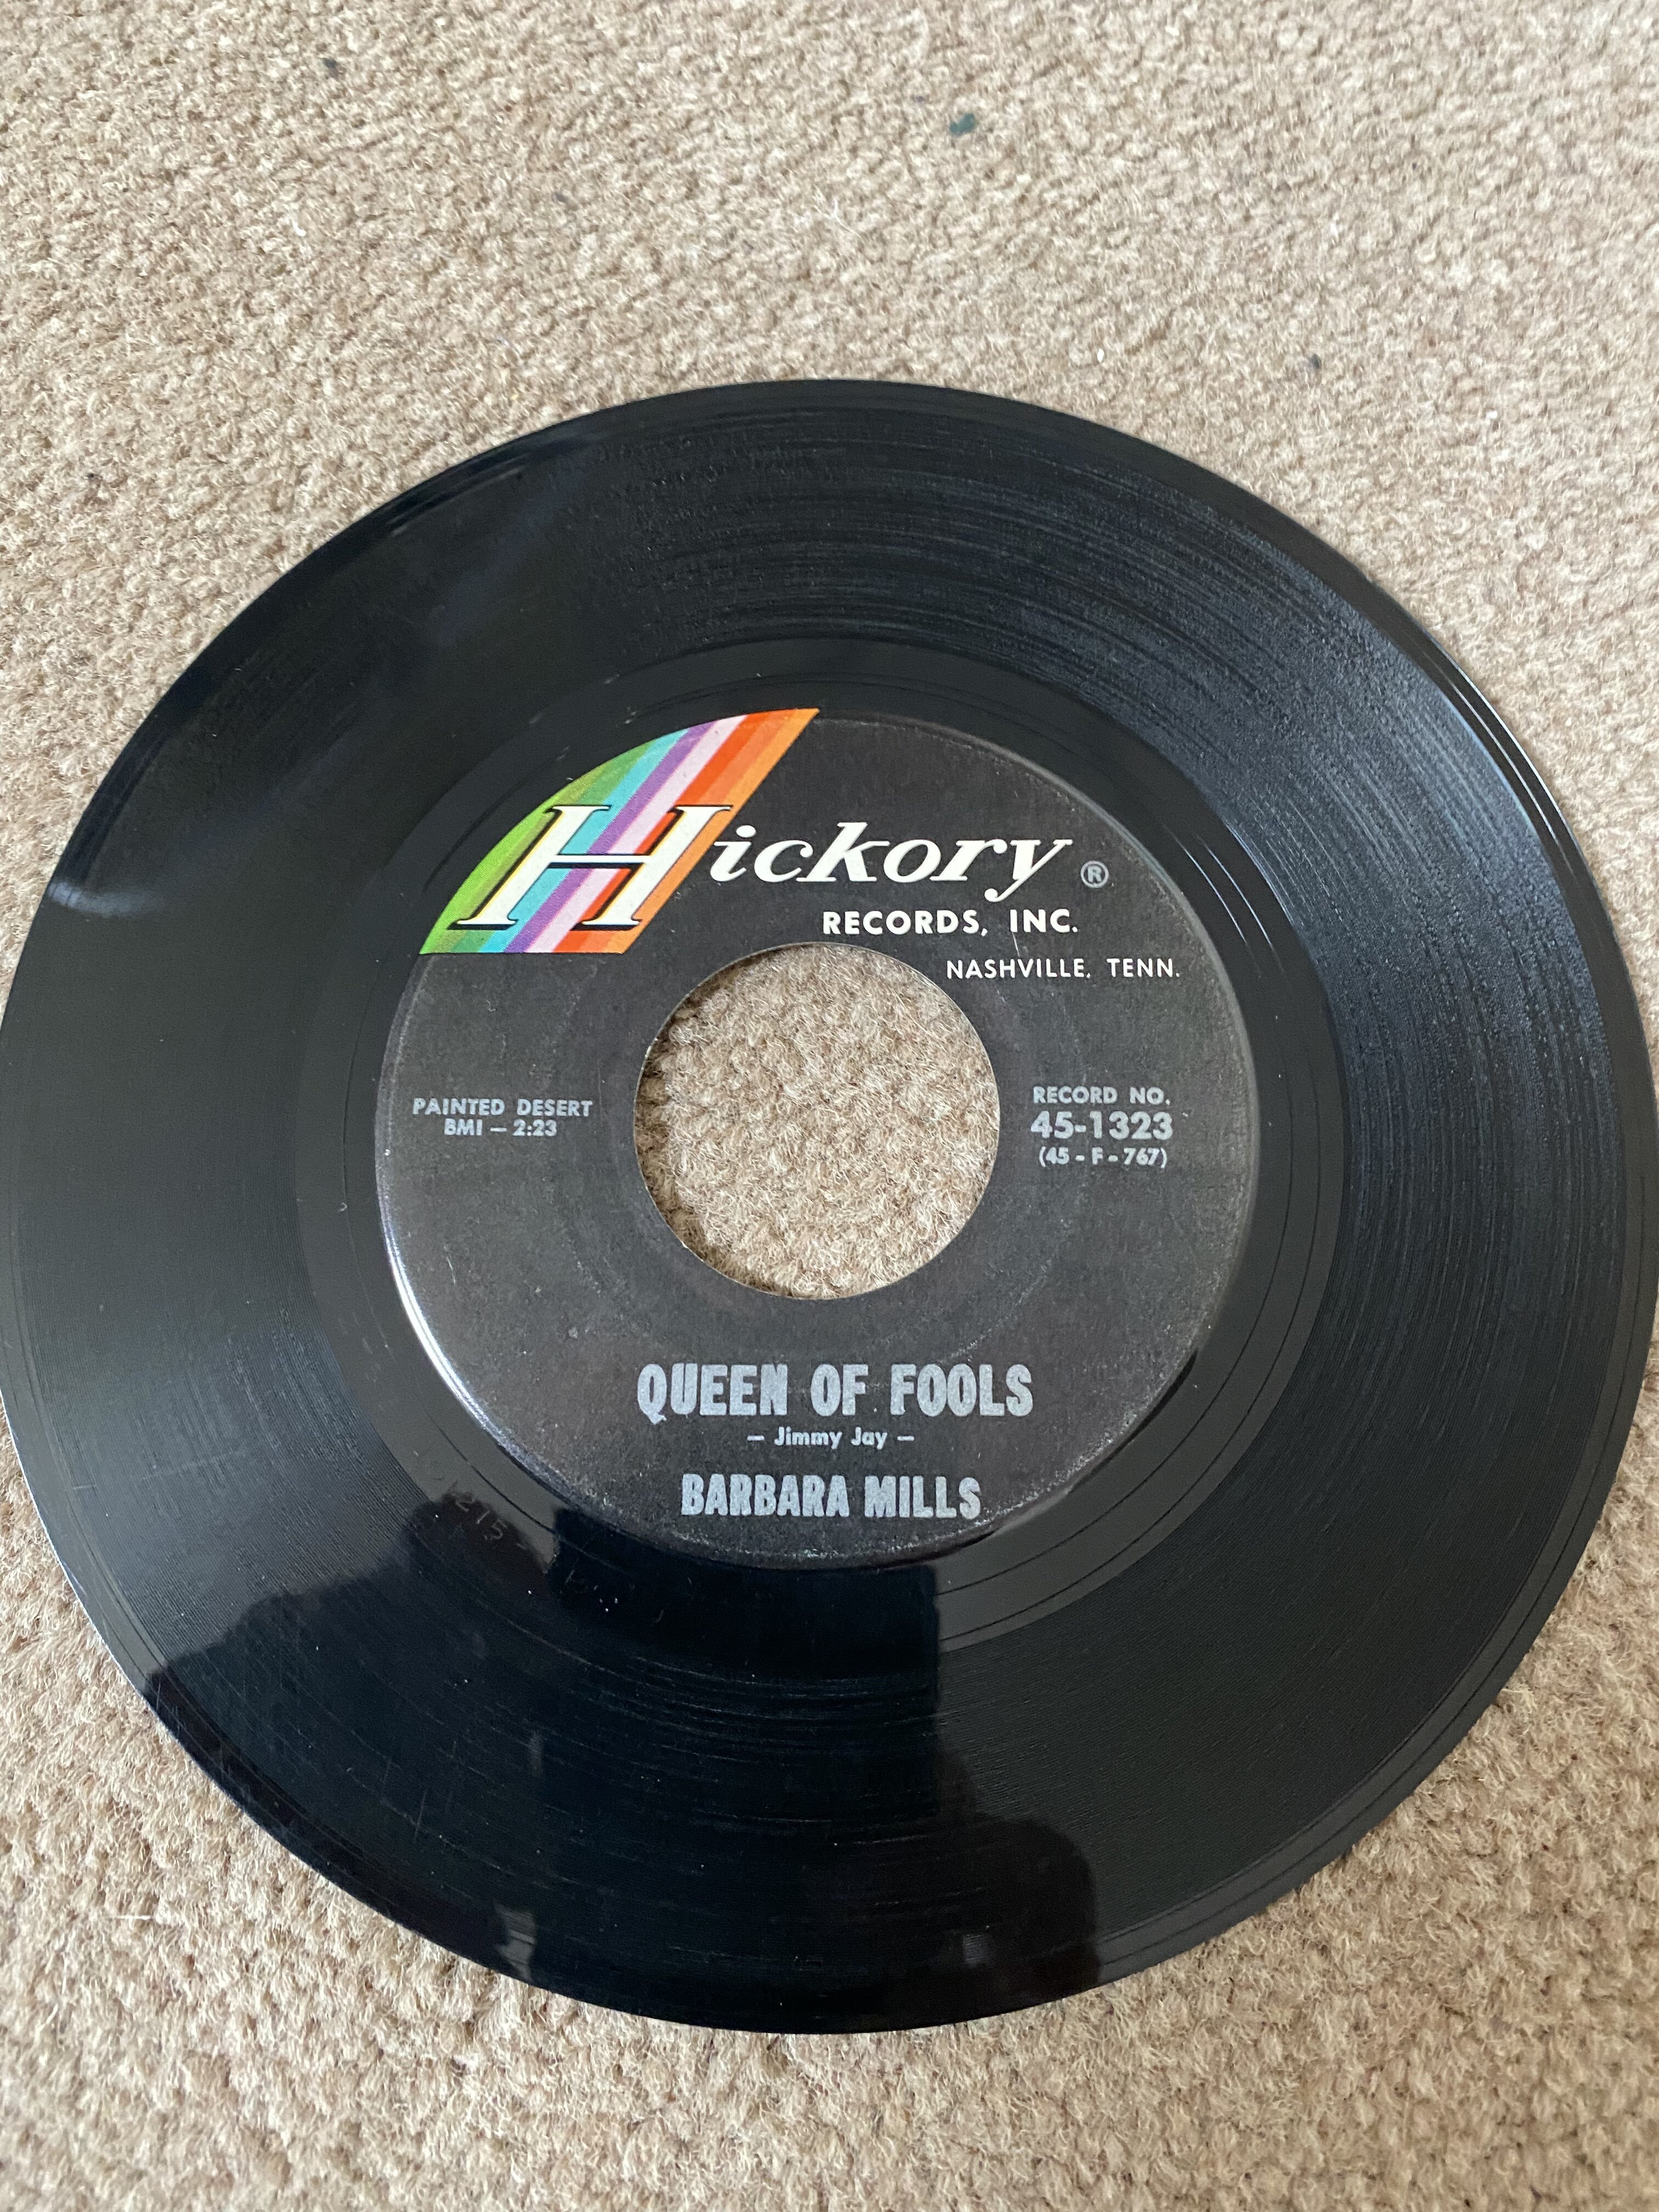 Hickory ®
RECORDS, INC.
NASHVILLE, TENN.
PAINTED DESERT
BMI — 2:23
RECORD NO.
45-1323
(45 - F - 767)
QUEEN OF FOOLS
— Jimmy Jay —
BARBARA MILLS